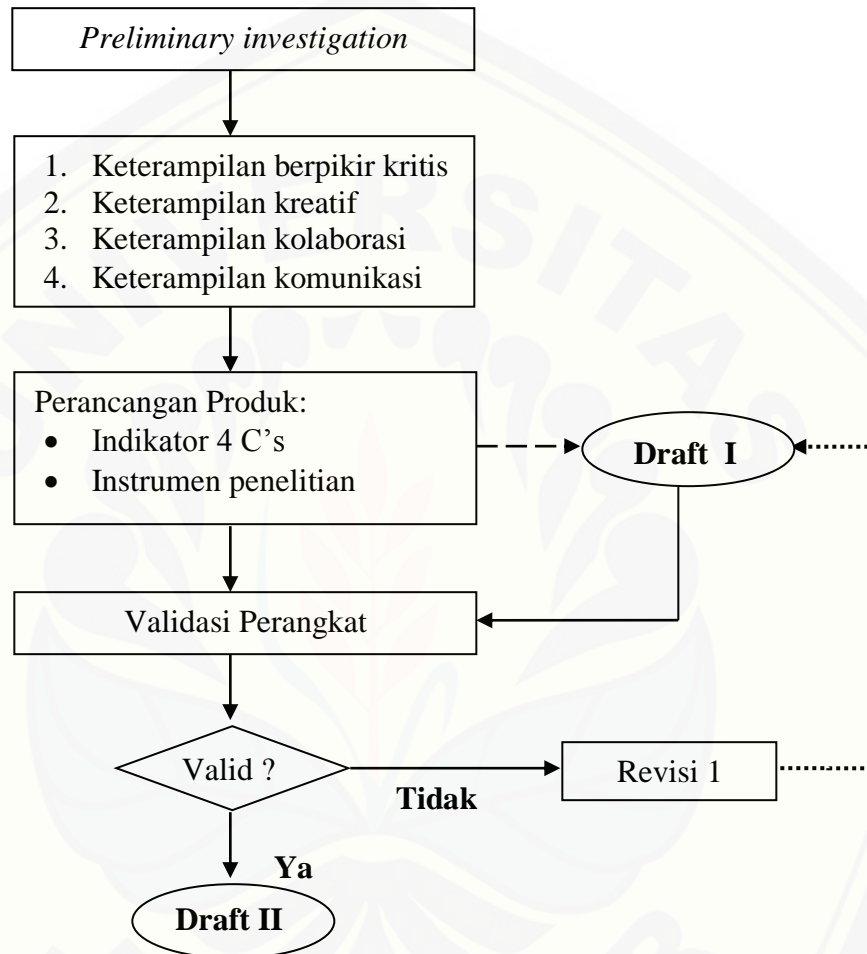 Preliminary investigation
1. Keterampilan berpikir kritis
2. Keterampilan kreatif
3. Keterampilan kolaborasi
4. Keterampilan komunikasi
Perancangan Produk:
• Indikator 4 C’s
• Instrumen penelitian
Draft I
Validasi Perangkat
Valid ?
Tidak
Revisi 1
Ya
Draft II
UNIVERSITAS